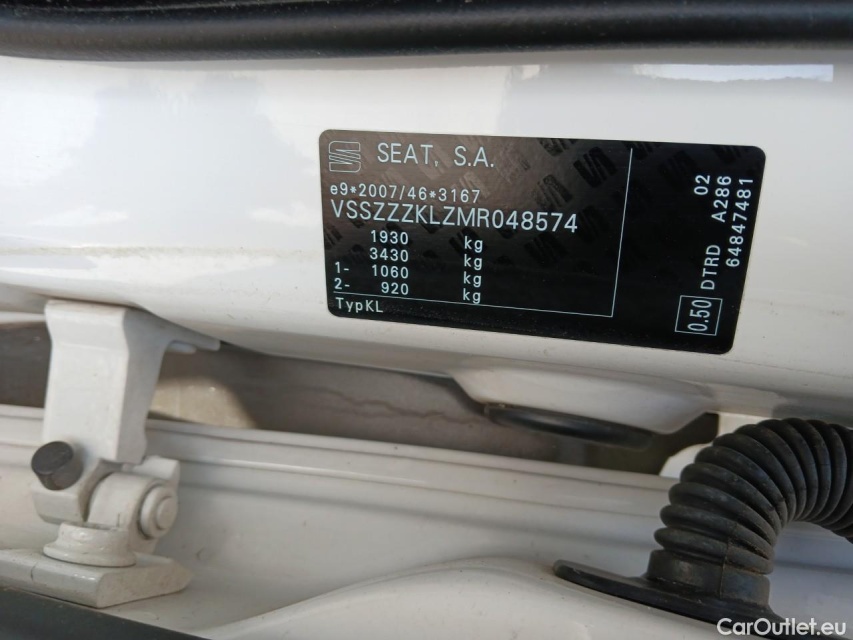 SEAT, S.A.
e9*2007/46*3167
VSSZZZKLZMR048574
1930 kg
3430 kg
1- 1060 kg
2- 920 kg
TypKL
0.50 DTRD A286
02
64847481
CarOutlet.eu